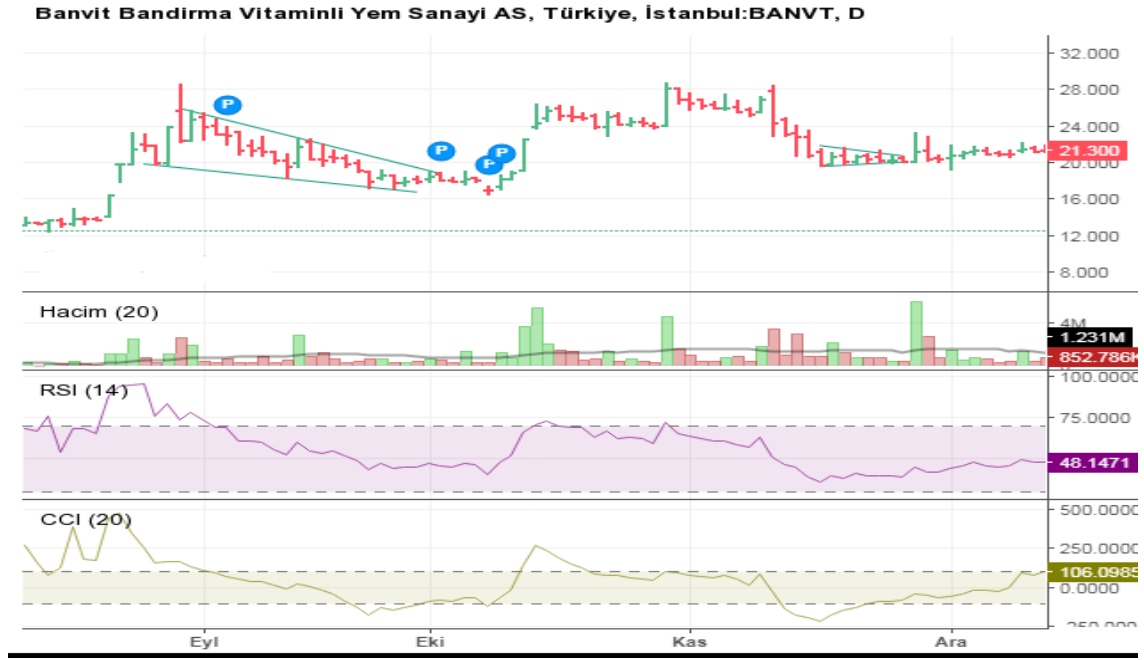 Banvit Bandirma Vitaminli Yem Sanayi AS, Türkiye, İstanbul:BANVT, D
32.000
28.000
P
24.000
P P P
21.300
20.000
16.000
12.000
8.000
Hacim (20)
4M
1.231M
852.786K
RSI (14)
100.0000
75.0000
48.1471
CCI (20)
500.0000
250.0000
106.0985
0.0000
Eyl Eki Kas Ara